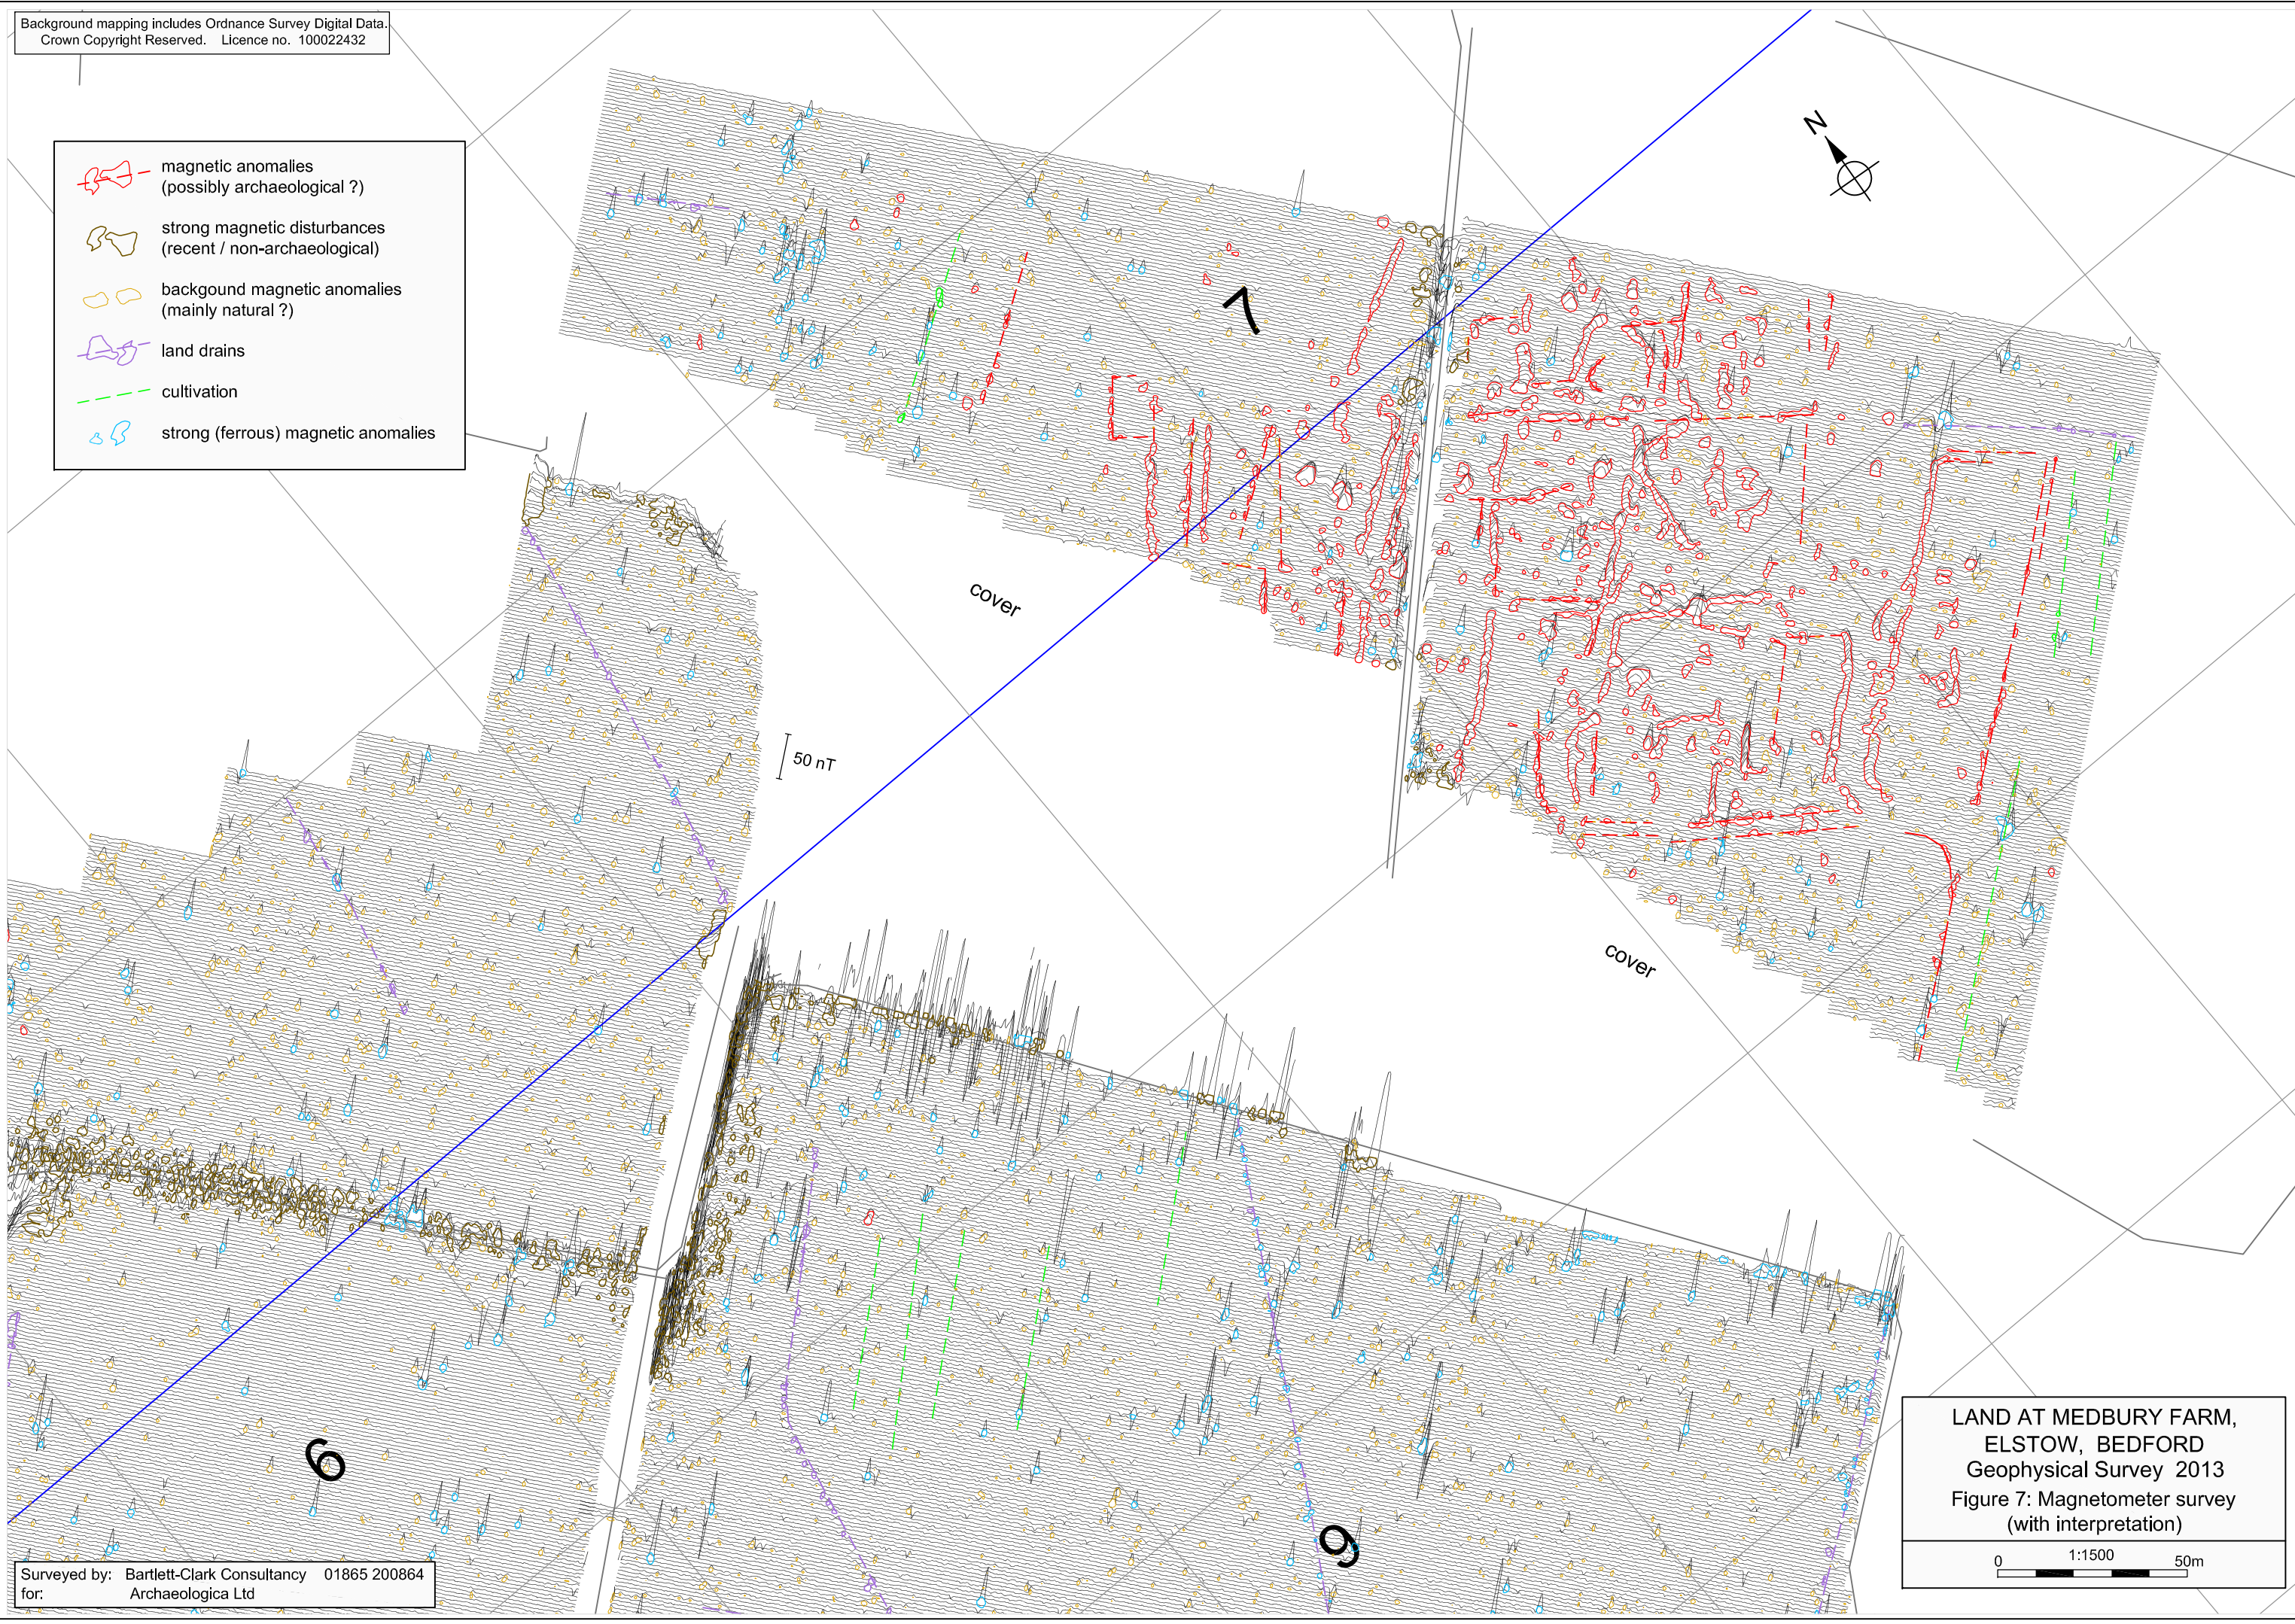 Background mapping includes Ordnance Survey Digital Data.
Crown Copyright Reserved. Licence no. 100022432
magnetic anomalies
(possibly archaeological ?)
strong magnetic disturbances
(recent / non-archaeological)
backgound magnetic anomalies
(mainly natural ?)
land drains
cultivation
strong (ferrous) magnetic anomalies
N
7
cover
50 nT
cover
6
9
LAND AT MEDBURY FARM,
ELSTOW, BEDFORD
Geophysical Survey 2013
Figure 7: Magnetometer survey
(with interpretation)
1:1500
0 50m
Surveyed by: Bartlett-Clark Consultancy 01865 200864
for: Archaeologica Ltd